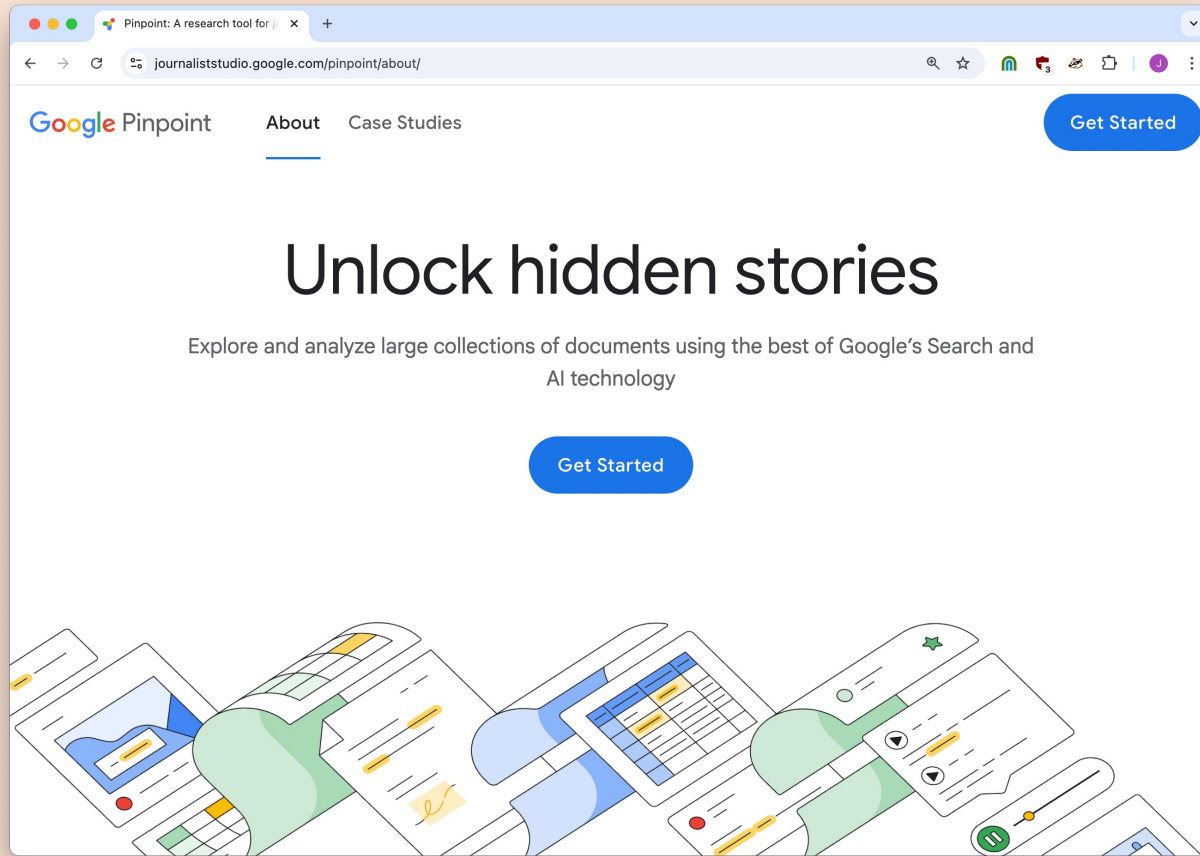 Pinpoint: A research tool for j
journaliststudio.google.com/pinpoint/about/
3
J
Google Pinpoint
About
Case Studies
Get Started
Unlock hidden stories
Explore and analyze large collections of documents using the best of Google's Search and
AI technology
Get Started